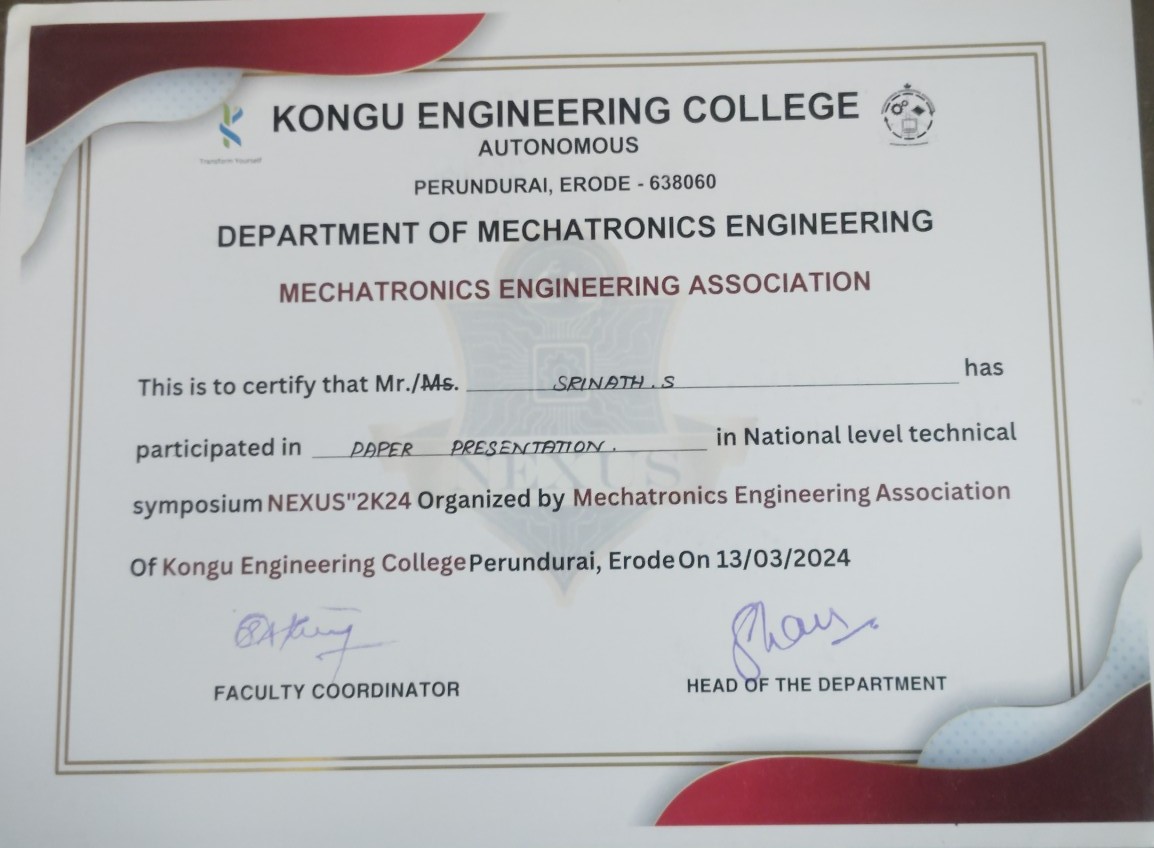 KONGU ENGINEERING COLLEGE
Transform Yourself
AUTONOMOUS
PERUNDURAI, ERODE - 638060
DEPARTMENT OF MECHATRONICS ENGINEERING
MECHATRONICS ENGINEERING ASSOCIATION
This is to certify that Mr./Ms. SRINATH.S has
participated in PAPER PRESENTATION. in National level technical
NEXUS
symposium NEXUS"2K24 Organized by Mechatronics Engineering Association
Of Kongu Engineering College Perundurai, Erode On 13/03/2024
FACULTY COORDINATOR
HEAD OF THE DEPARTMENT